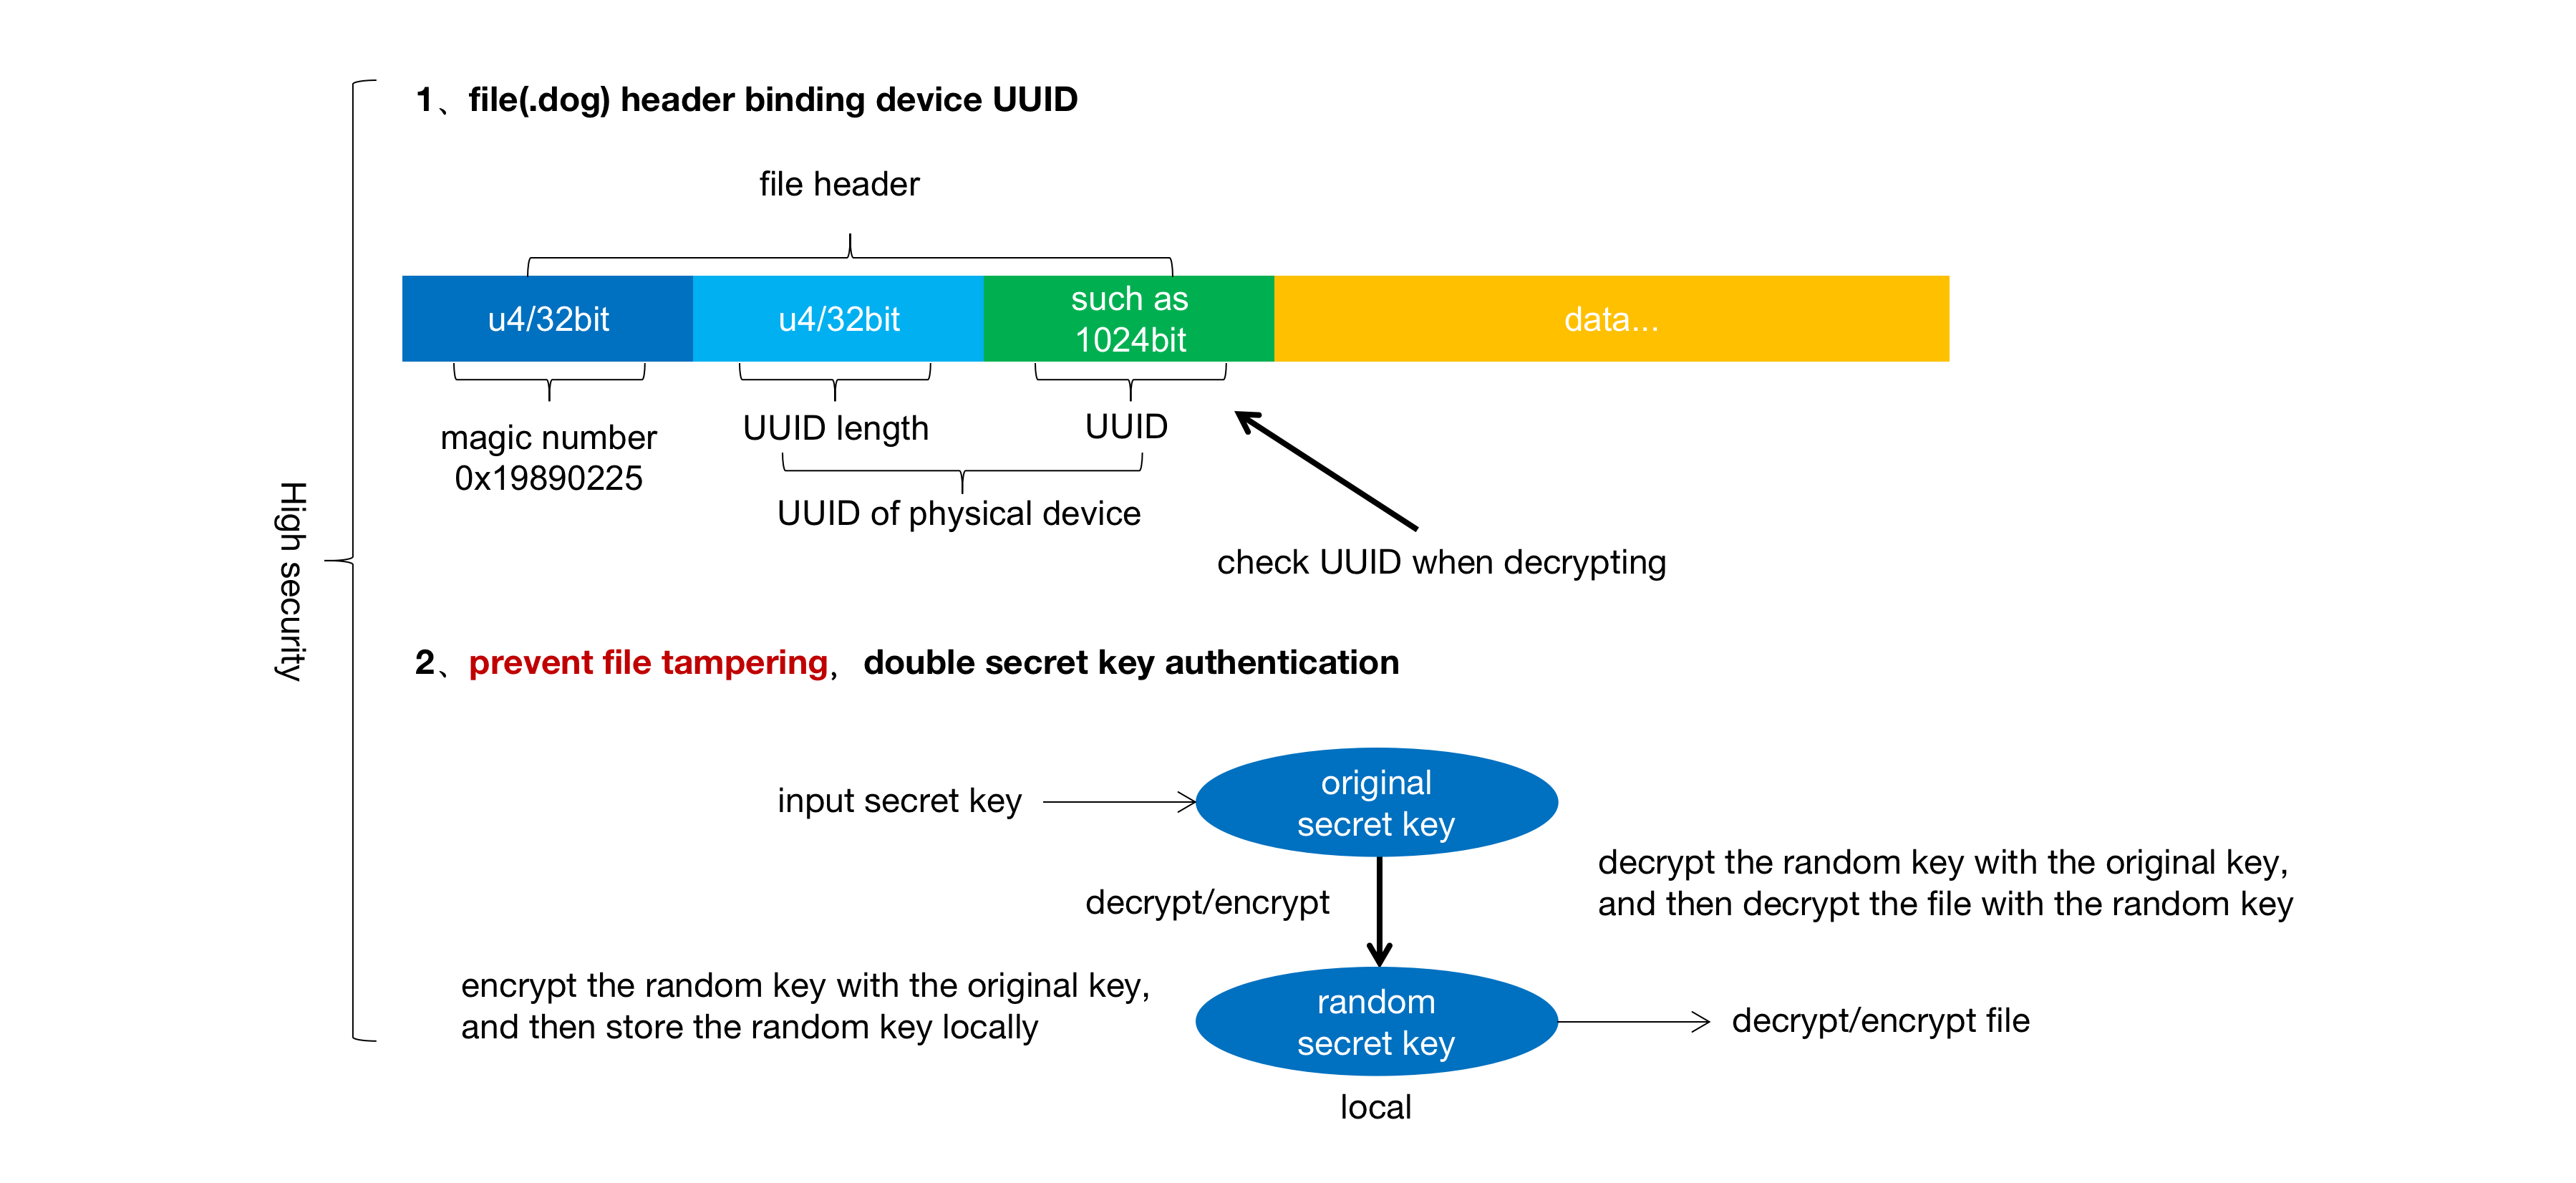 1、file(.dog) header binding device UUID
file header
u4/32bit
u4/32bit
such as
1024bit
data...
magic number
0x19890225
UUID length
UUID
UUID of physical device
check UUID when decrypting
High security
2、prevent file tampering，double secret key authentication
input secret key
original
secret key
decrypt/encrypt
decrypt the random key with the original key,
and then decrypt the file with the random key
encrypt the random key with the original key,
and then store the random key locally
random
secret key
decrypt/encrypt file
local